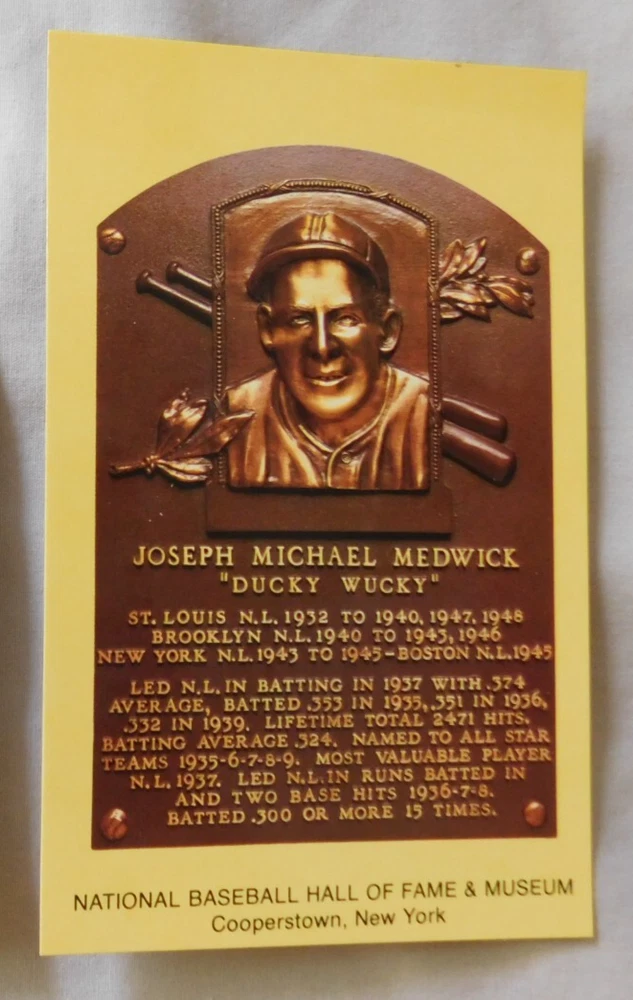 JOSEPH MICHAEL MEDWICK
"DUCKY WUCKY"
ST. LOUIS N.L. 1932 TO 1940, 1947, 1948
BROOKLYN N.L. 1940 TO 1943, 1946
NEW YORK N.L. 1943 TO 1945-BOSTON N.L. 1945
LED N.L. IN BATTING IN 1937 WITH .374
AVERAGE, BATTED .353 IN 1935, .351 IN 1936,
.332 IN 1939. LIFETIME TOTAL 2471 HITS.
BATTING AVERAGE .324. NAMED TO ALL STAR
TEAMS 1935-6-7-8-9. MOST VALUABLE PLAYER
N.L. 1937. LED N.L. IN RUNS BATTED IN
AND TWO BASE HITS 1936-7-8.
BATTED .300 OR MORE 15 TIMES.
NATIONAL BASEBALL HALL OF FAME & MUSEUM
Cooperstown, New York